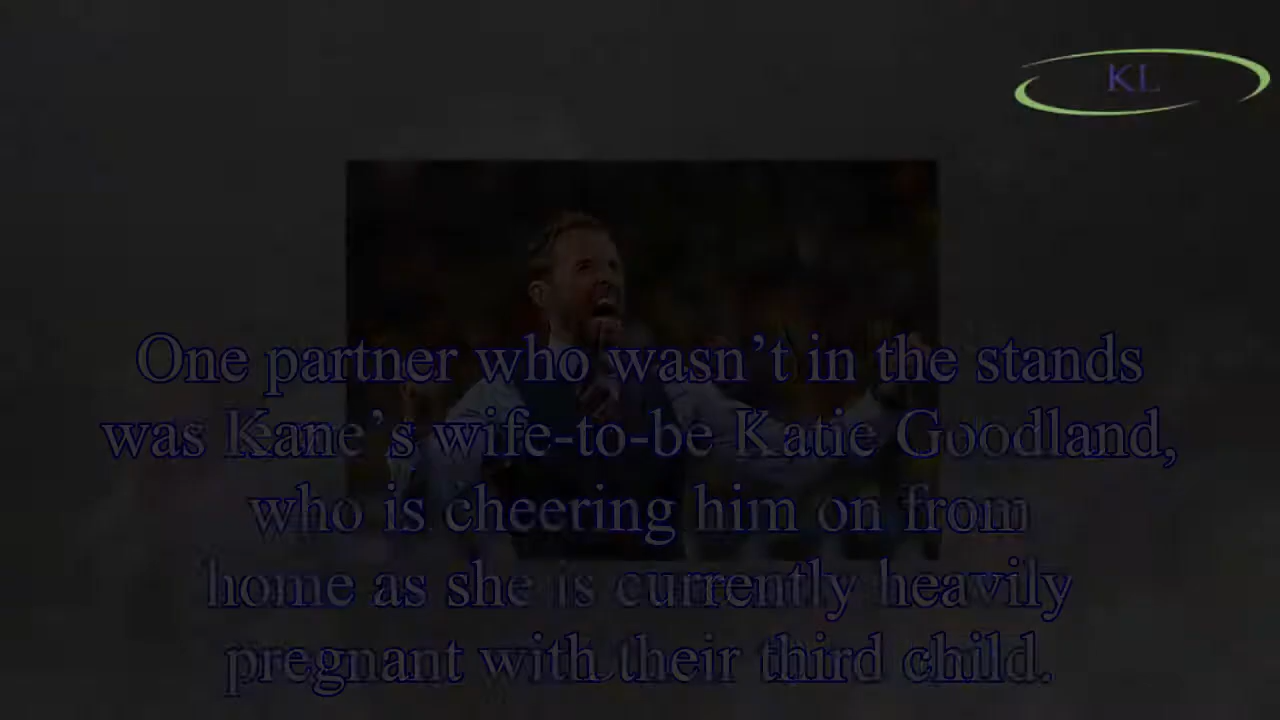 KL
One partner who wasn’t in the stands
was Kane’s wife-to-be Katie Goodland,
who is cheering him on from
home as she is currently heavily
pregnant with their third child.